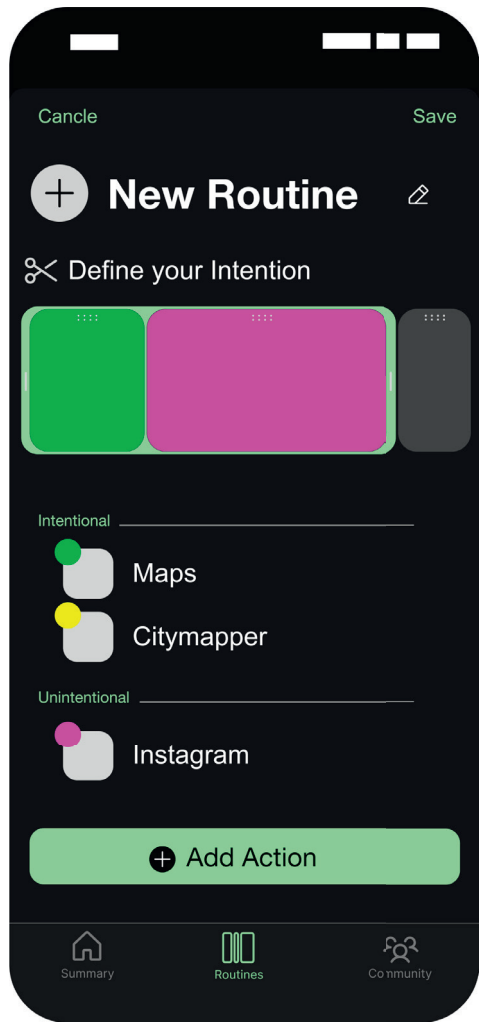 Cancle
Save
New Routine
Define your Intention
Intentional
Maps
Citymapper
Unintentional
Instagram
Add Action
Summary
Routines
Community